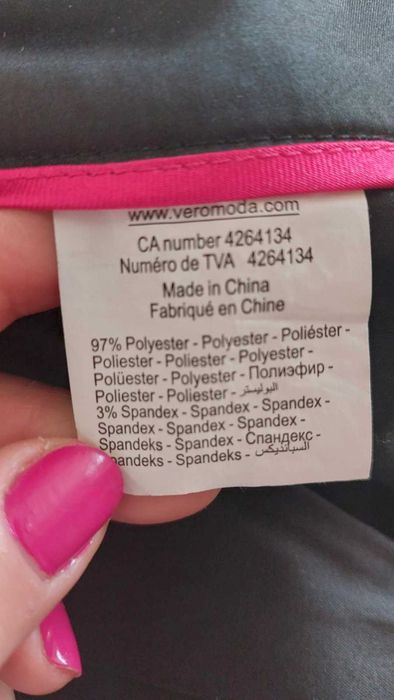 www.veromoda.com
CA number 4264134
Numéro de TVA 4264134
Made in China
Fabriqué en Chine
97% Polyester - Polyester - Poliéster -
Poliester - Poliester - Polyester -
Poliüester - Polyester - Полиэфир -
Poliester - Poliester - البوليستر
3% Spandex - Spandex - Spandex -
Spandex - Spandex - Spandex -
Spandeks - Spandex - Спандекс -
Spandeks - Spandeks - السباندیكس